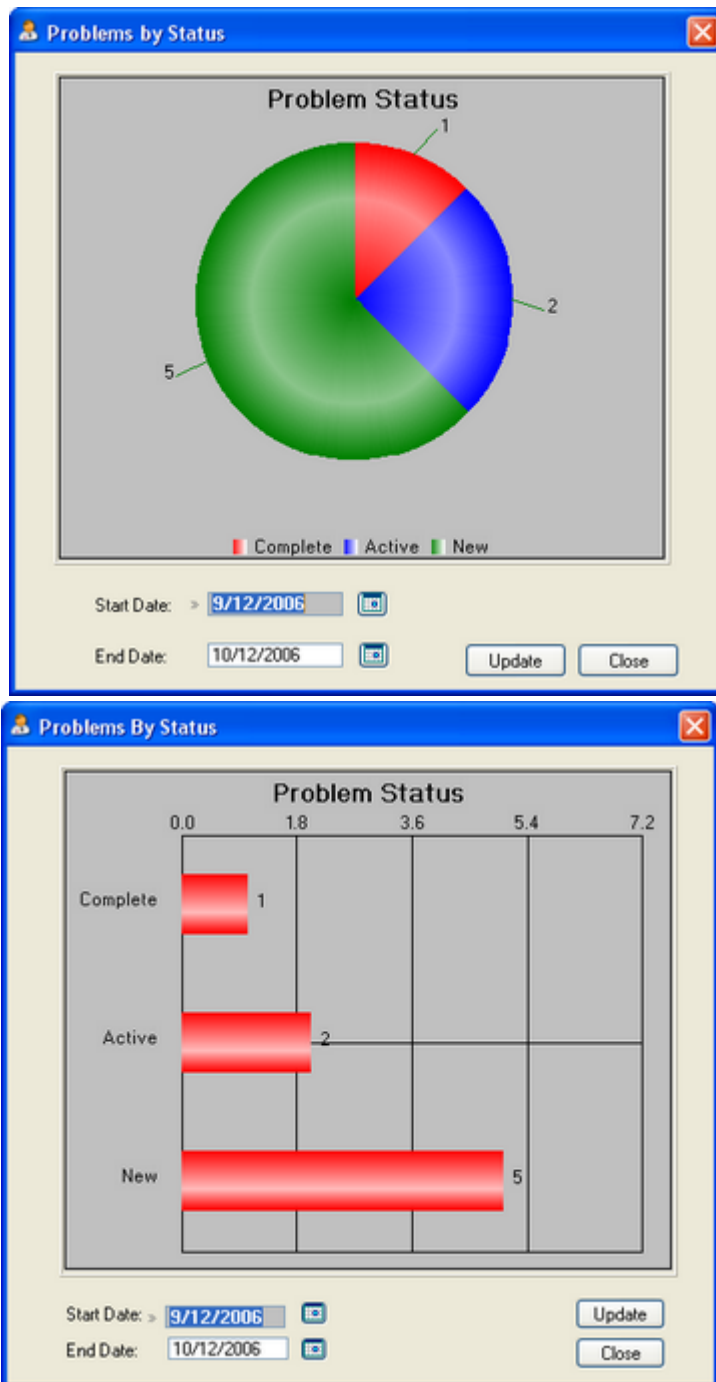 Problems by Status
Problem Status
1
2
5
Complete Active New
Start Date: » 9/12/2006
End Date: 10/12/2006
Update Close
Problems By Status
Problem Status
0.0 1.8 3.6 5.4 7.2
Complete 1
Active 2
New 5
Start Date: » 9/12/2006
Update
End Date: 10/12/2006
Close